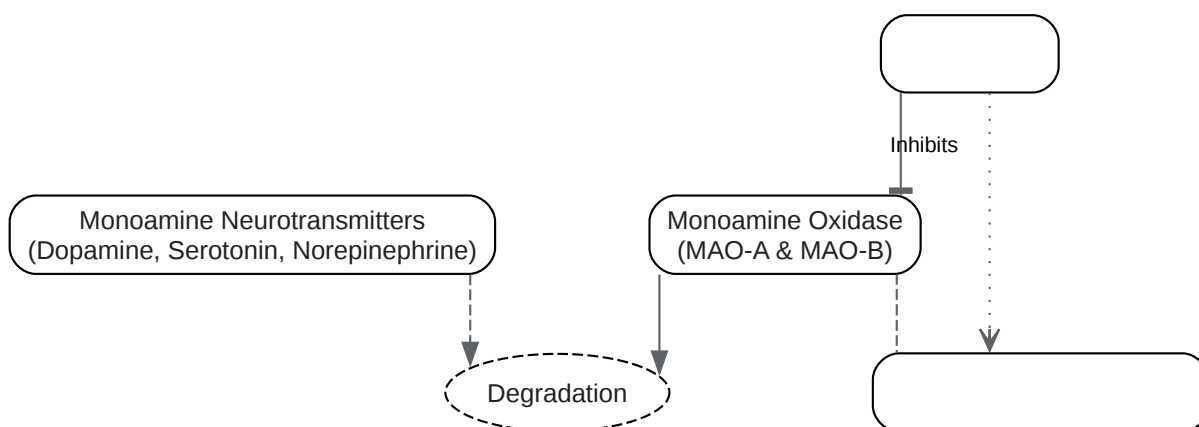 Inhibits
Monoamine Neurotransmitters
(Dopamine, Serotonin, Norepinephrine)
Monoamine Oxidase
(MAO-A & MAO-B)
Degradation